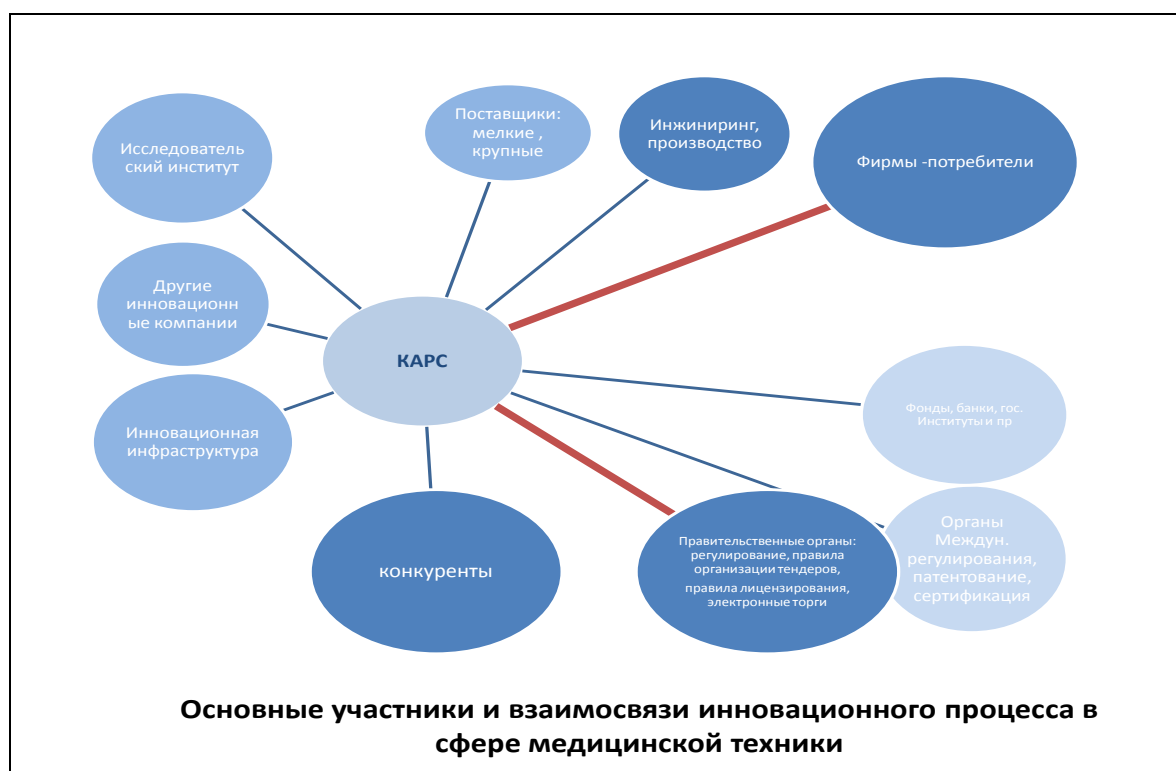 Исследователь
ский институт
Поставщики:
мелкие ,
крупные
Инжиниринг,
производство
Фирмы -потребители
Другие
инновационн
ые компании
КАРС
Инновационная
инфраструктура
Фонды, банки, гос.
Институты и пр
конкуренты
Правительственные органы:
регулирование, правила
организации тендеров,
правила лицензирования,
электронные торги
Органы
Междун.
регулирования,
патентование,
сертификация
Основные участники и взаимосвязи инновационного процесса в
сфере медицинской техники